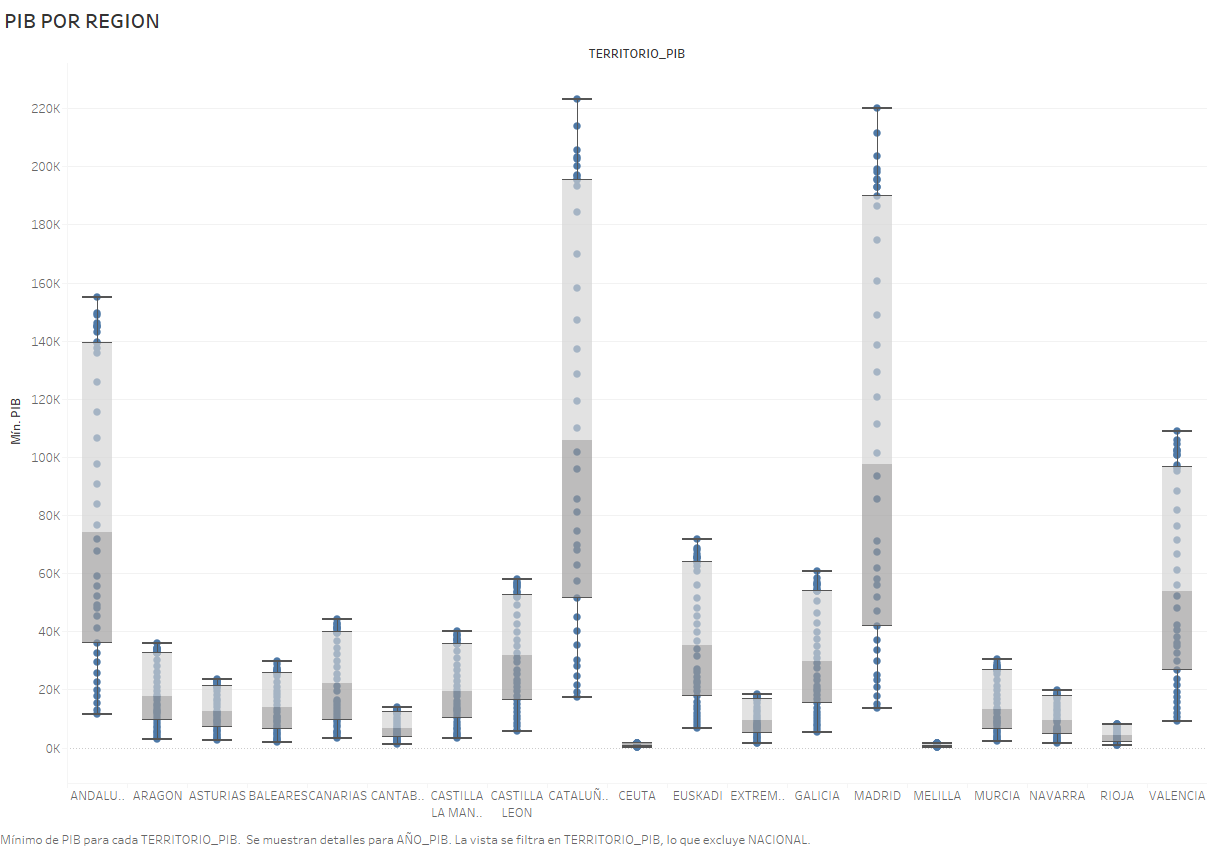 PIB POR REGION
TERRITORIO_PIB
220K
200K
180K
160K
140K
120K
100K
80K
60K
40K
20K
0K
Mín. PIB
ANDALU.. ARAGON ASTURIAS BALEARES CANARIAS CANTAB.. CASTILLA CASTILLA CATALUÑ.. CEUTA EUSKADI EXTREM.. GALICIA MADRID MELILLA MURCIA NAVARRA RIOJA VALENCIA
LA MAN.. LEON
Mínimo de PIB para cada TERRITORIO_PIB. Se muestran detalles para AÑO_PIB. La vista se filtra en TERRITORIO_PIB, lo que excluye NACIONAL.